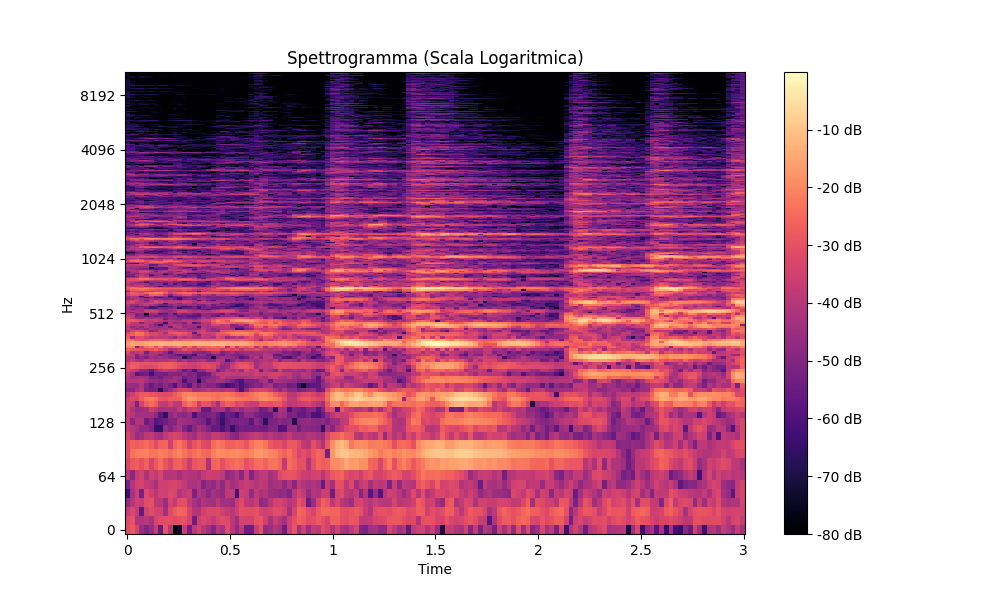 Spettrogramma (Scala Logaritmica)
Hz
8192
4096
2048
1024
512
256
128
64
0
0
0.5
1
1.5
2
2.5
3
Time
-10 dB
-20 dB
-30 dB
-40 dB
-50 dB
-60 dB
-70 dB
-80 dB